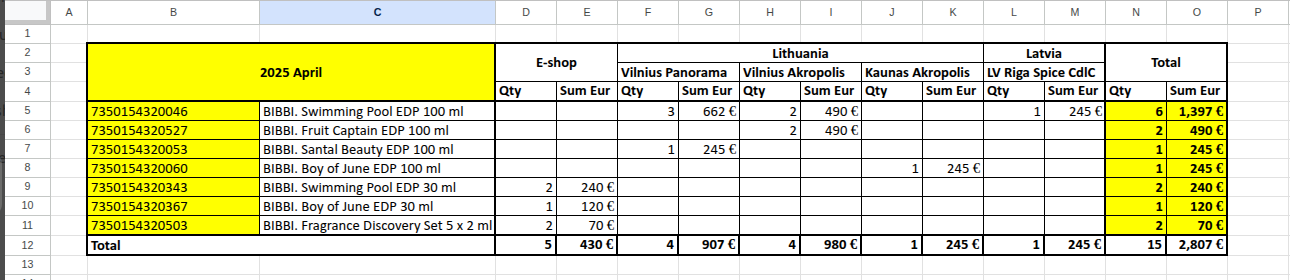 A B C D E F G H I J K L M N O P
1
2 2025 April E-shop Lithuania Latvia Total
3 Vilnius Panorama Vilnius Akropolis Kaunas Akropolis LV Riga Spice CdlC
4 Qty Sum Eur Qty Sum Eur Qty Sum Eur Qty Sum Eur Qty Sum Eur Qty Sum Eur
5 7350154320046 BIBBI. Swimming Pool EDP 100 ml 3 662 € 2 490 € 1 245 € 6 1,397 €
6 7350154320527 BIBBI. Fruit Captain EDP 100 ml 2 490 € 2 490 €
7 7350154320053 BIBBI. Santal Beauty EDP 100 ml 1 245 € 1 245 €
8 7350154320060 BIBBI. Boy of June EDP 100 ml 1 245 € 1 245 €
9 7350154320343 BIBBI. Swimming Pool EDP 30 ml 2 240 € 2 240 €
10 7350154320367 BIBBI. Boy of June EDP 30 ml 1 120 € 1 120 €
11 7350154320503 BIBBI. Fragrance Discovery Set 5 x 2 ml 2 70 € 2 70 €
12 Total 5 430 € 4 907 € 4 980 € 1 245 € 1 245 € 15 2,807 €
13